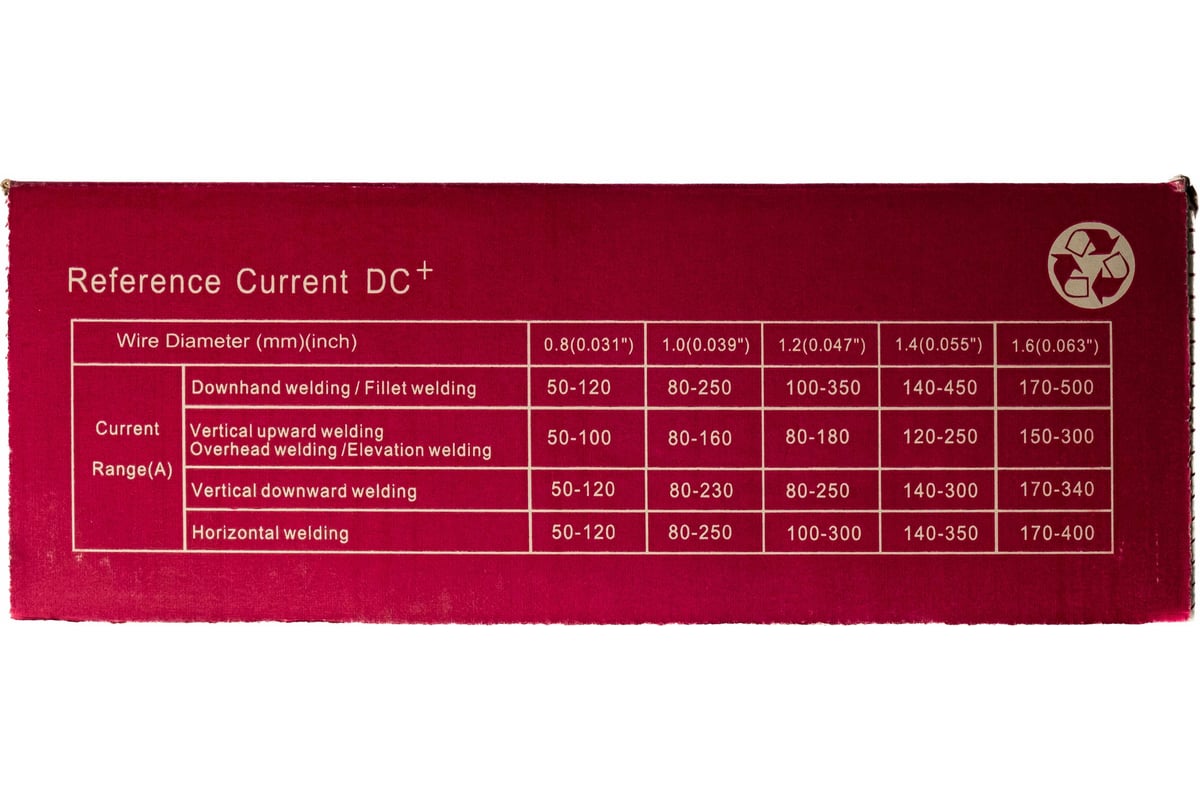 Reference Current DC+
Wire Diameter (mm)(inch) 0.8(0.031") 1.0(0.039") 1.2(0.047") 1.4(0.055") 1.6(0.063")
Current Range(A)
Downhand welding / Fillet welding 50-120 80-250 100-350 140-450 170-500
Vertical upward welding
Overhead welding /Elevation welding 50-100 80-160 80-180 120-250 150-300
Vertical downward welding 50-120 80-230 80-250 140-300 170-340
Horizontal welding 50-120 80-250 100-300 140-350 170-400